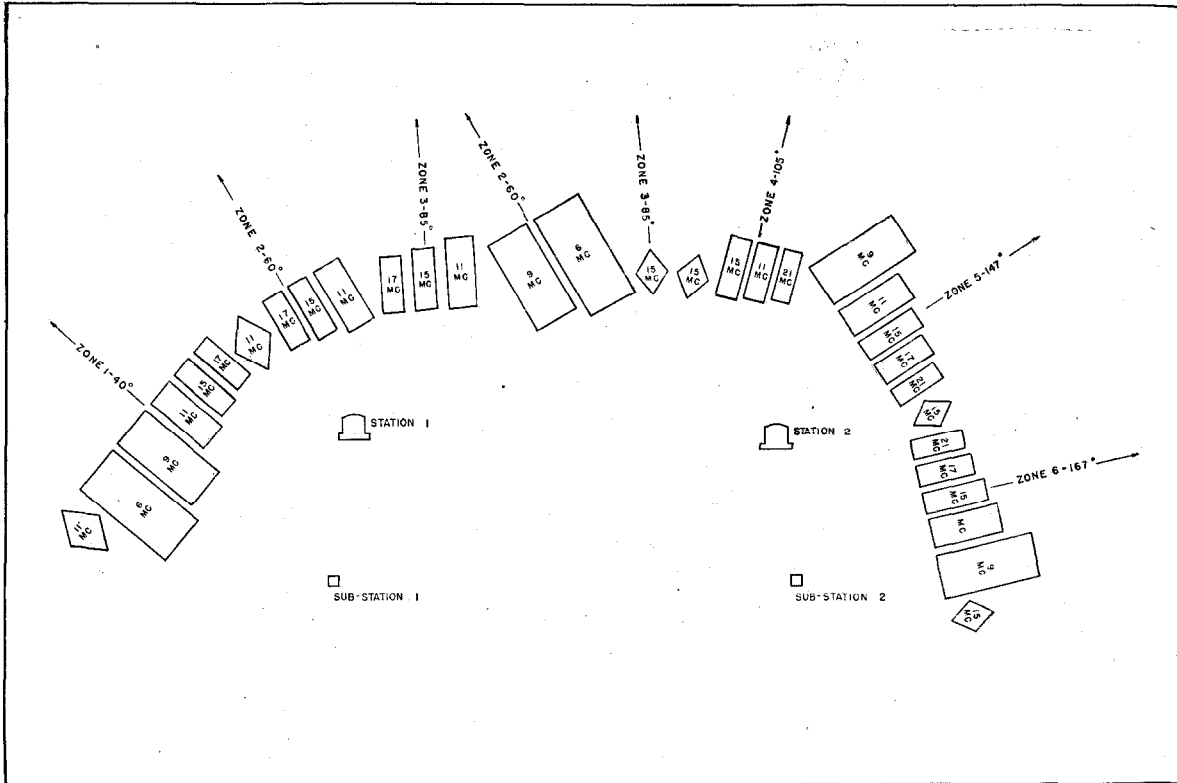 ZONE 1-40°
11
MC
6
MC
9
MC
11
MC
15
MC
17
MC
11
MC
ZONE 2-60°
17
MC
15
MC
11
MC
ZONE 3-85°
17
MC
15
MC
11
MC
ZONE 2-60°
9
MC
6
MC
ZONE 3-85°
15
MC
15
MC
ZONE 4-105°
15
MC
11
MC
21
MC
9
MC
11
MC
15
MC
17
MC
21
MC
ZONE 5-147°
15
MC
21
MC
17
MC
15
MC
MC
9
MC
ZONE 6-167°
15
MC
STATION 1
STATION 2
SUB-STATION 1
SUB-STATION 2